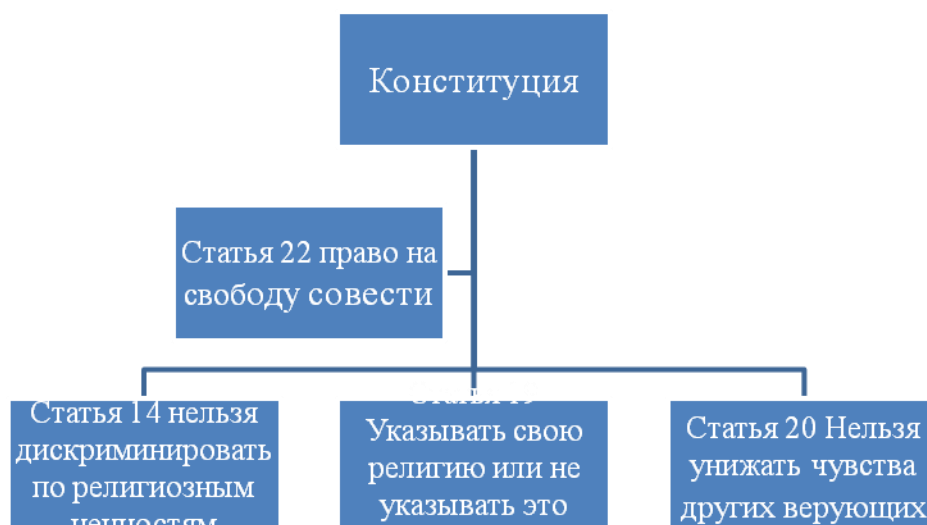 Конституция
Статья 22 право на
свободу совести
Статья 14 нельзя
дискриминировать
по религиозным
ценностям
Указывать свою
религию или не
указывать это
Статья 20 Нельзя
унижать чувства
других верующих